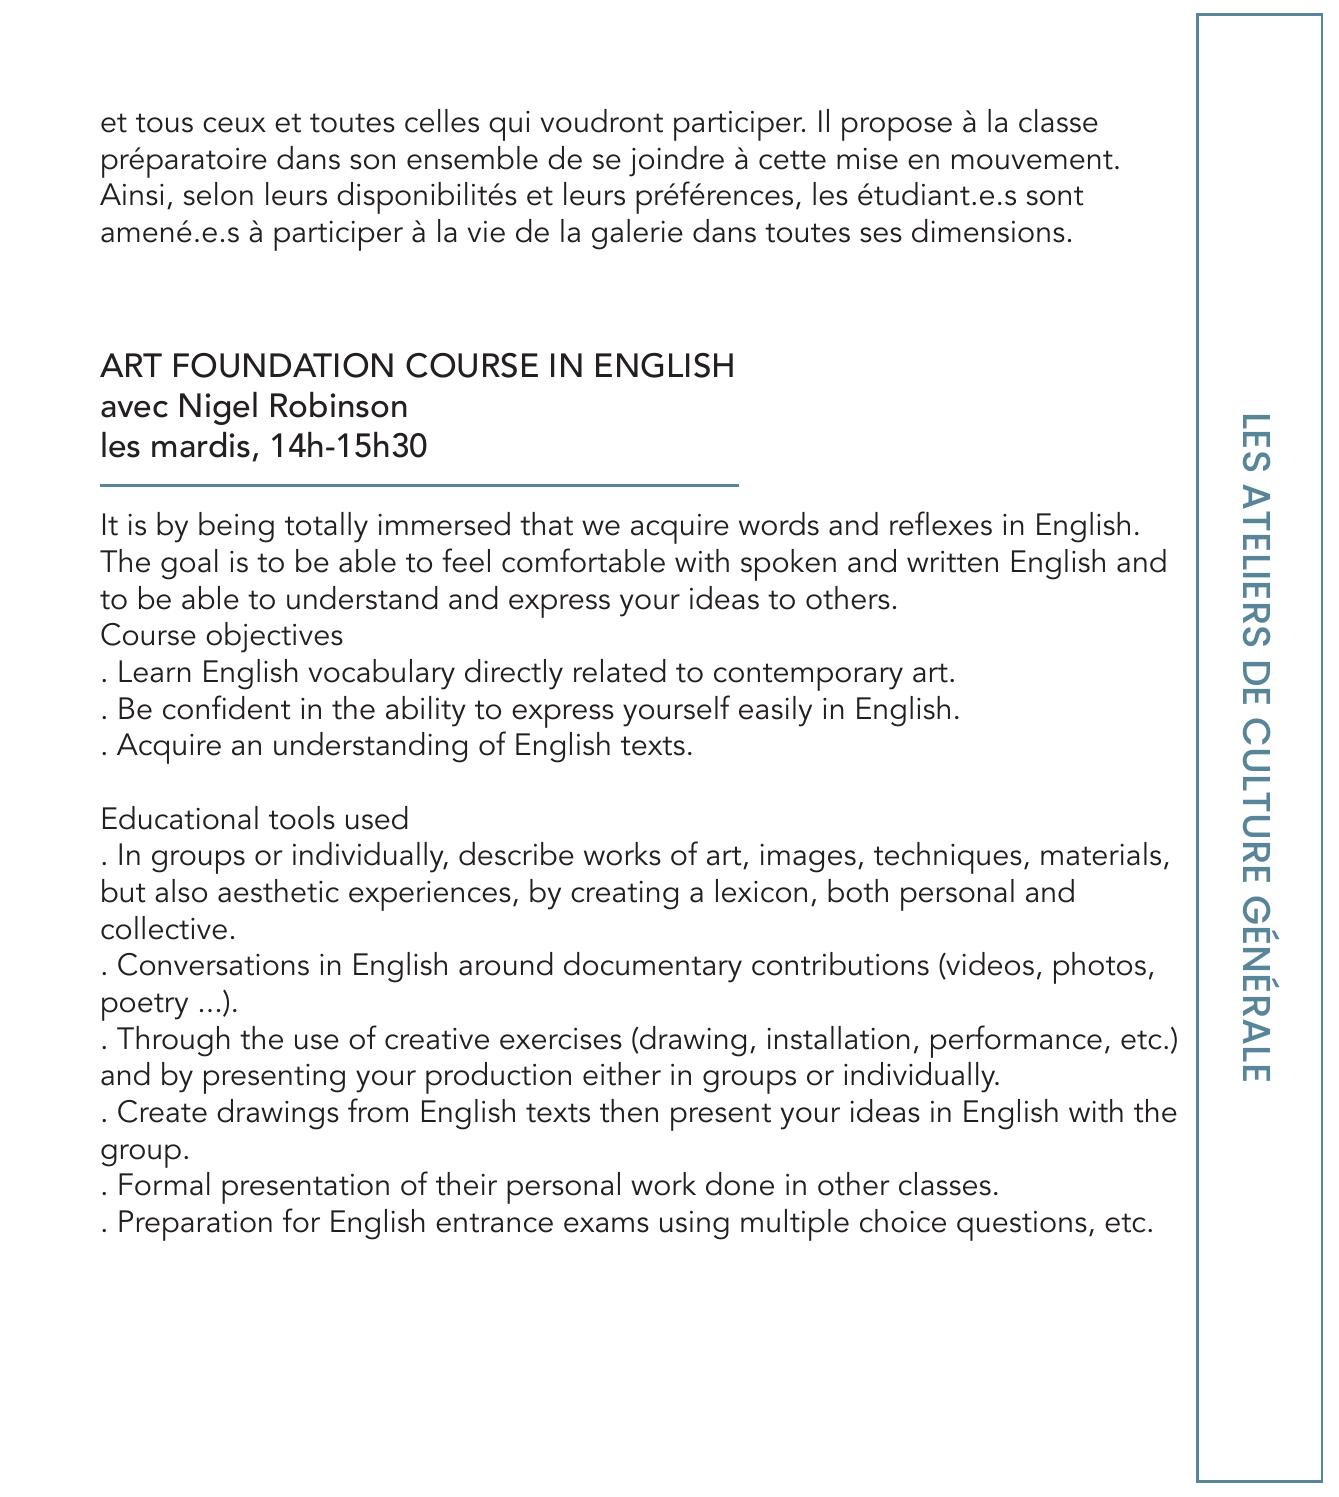 et tous ceux et toutes celles qui voudront participer. Il propose à la classe
préparatoire dans son ensemble de se joindre à cette mise en mouvement.
Ainsi, selon leurs disponibilités et leurs préférences, les étudiant.e.s sont
amené.e.s à participer à la vie de la galerie dans toutes ses dimensions.
ART FOUNDATION COURSE IN ENGLISH
avec Nigel Robinson
les mardis, 14h-15h30
It is by being totally immersed that we acquire words and reflexes in English.
The goal is to be able to feel comfortable with spoken and written English and
to be able to understand and express your ideas to others.
Course objectives
. Learn English vocabulary directly related to contemporary art.
. Be confident in the ability to express yourself easily in English.
. Acquire an understanding of English texts.
Educational tools used
. In groups or individually, describe works of art, images, techniques, materials,
but also aesthetic experiences, by creating a lexicon, both personal and
collective.
. Conversations in English around documentary contributions (videos, photos,
poetry ...).
. Through the use of creative exercises (drawing, installation, performance, etc.)
and by presenting your production either in groups or individually.
. Create drawings from English texts then present your ideas in English with the
group.
. Formal presentation of their personal work done in other classes.
. Preparation for English entrance exams using multiple choice questions, etc.
LES ATELIERS DE CULTURE GÉNÉRALE